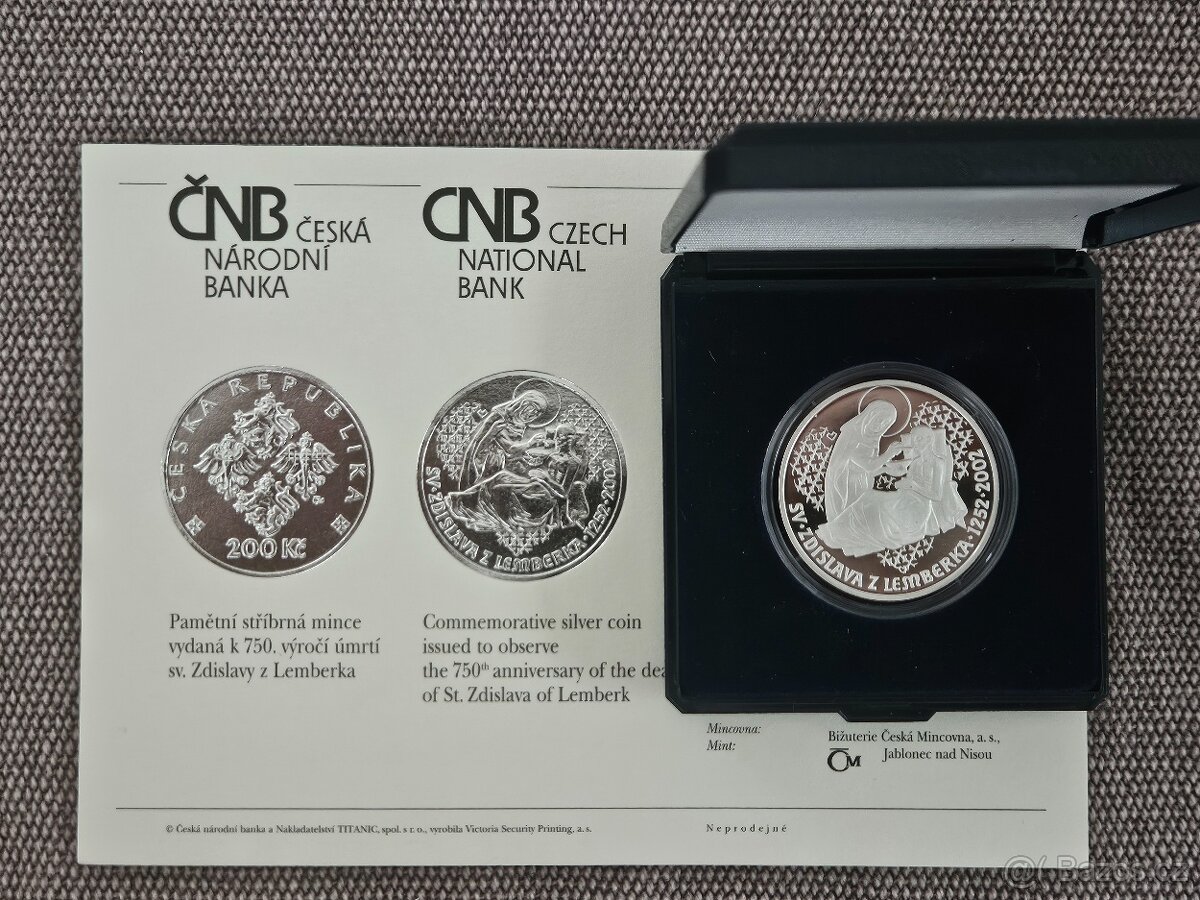 ČNB ČESKÁ
NÁRODNÍ
BANKA
CNB CZECH
NATIONAL
BANK
ČESKÁ REPUBLIKA
200 Kč
SV·ZDISLAVA Z LEMBERKA·1252·2002
SV·ZDISLAVA Z LEMBERKA·1252·2002
Pamětní stříbrná mince
vydaná k 750. výročí úmrtí
sv. Zdislavy z Lemberka
Commemorative silver coin
issued to observe
the 750th anniversary of the dea
of St. Zdislava of Lemberk
Mincovna:
Mint:
Bižuterie Česká Mincovna, a. s.,
ČM Jablonec nad Nisou
© Česká národní banka a Nakladatelství TITANIC, spol. s r. o., vyrobila Victoria Security Printing, a. s.
Neprodejné
Bazos.cz